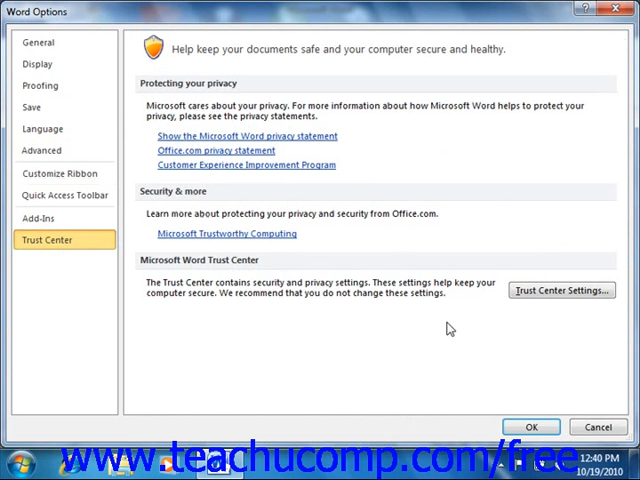 Word Options
General
Display
Proofing
Save
Language
Advanced
Customize Ribbon
Quick Access Toolbar
Add-Ins
Trust Center
Help keep your documents safe and your computer secure and healthy.
Protecting your privacy
Microsoft cares about your privacy. For more information about how Microsoft Word helps to protect your
privacy, please see the privacy statements.
Show the Microsoft Word privacy statement
Office.com privacy statement
Customer Experience Improvement Program
Security & more
Learn more about protecting your privacy and security from Office.com.
Microsoft Trustworthy Computing
Microsoft Word Trust Center
The Trust Center contains security and privacy settings. These settings help keep your
computer secure. We recommend that you do not change these settings.
Trust Center Settings...
OK
Cancel
www.teachucomp.com/free
12:40 PM
10/19/2010